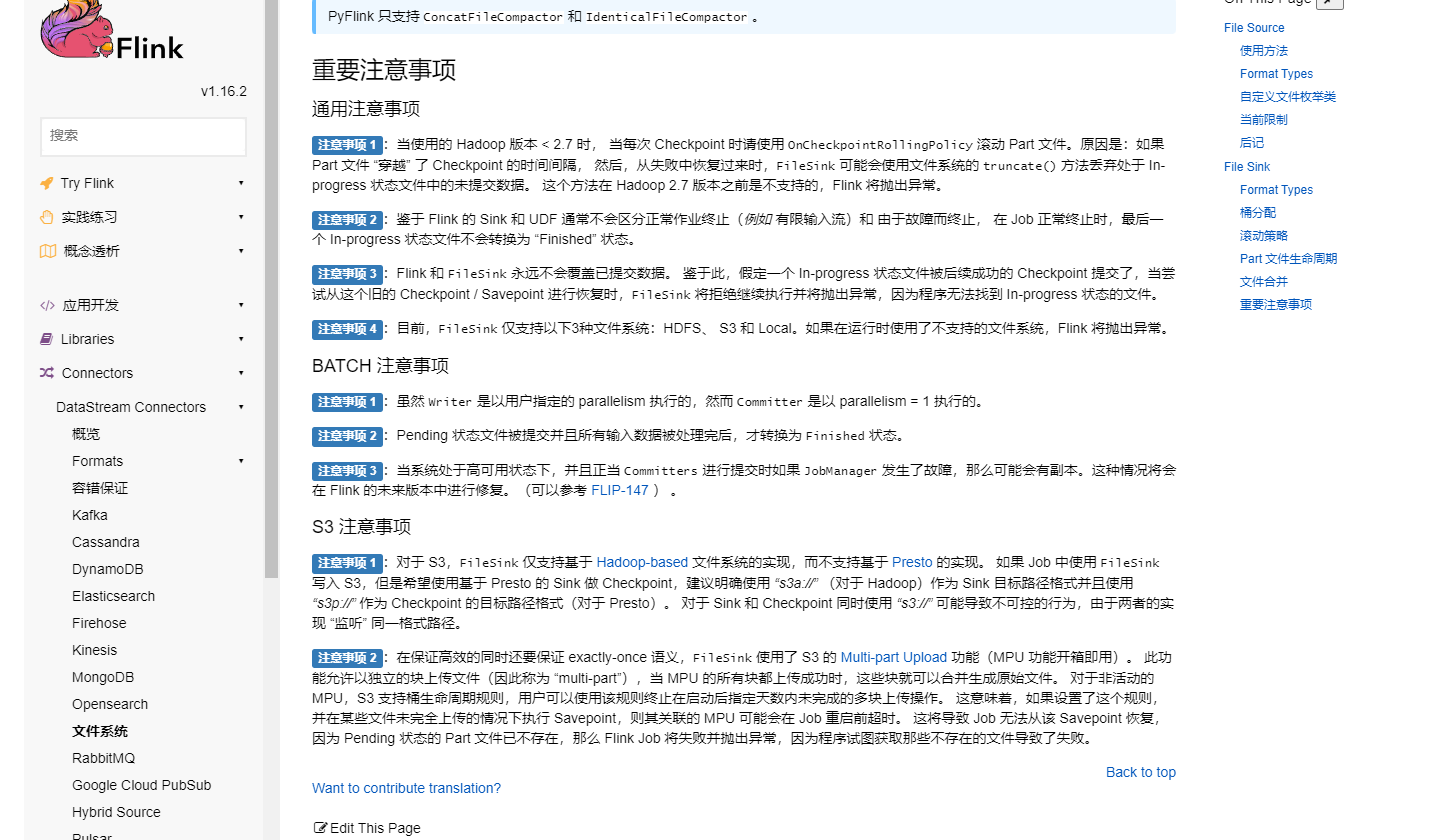 Flink
v1.16.2
搜索
Try Flink
实践练习
概念透析
应用开发
Libraries
Connectors
DataStream Connectors
概览
Formats
容错保证
Kafka
Cassandra
DynamoDB
Elasticsearch
Firehose
Kinesis
MongoDB
Opensearch
文件系统
RabbitMQ
Google Cloud PubSub
Hybrid Source
Pulsar
PyFlink 只支持 ConcatFileCompactor 和 IdenticalFileCompactor 。
重要注意事项
通用注意事项
注意事项 1：当使用的 Hadoop 版本 < 2.7 时， 当每次 Checkpoint 时请使用 OnCheckpointRollingPolicy 滚动 Part 文件。原因是：如果
Part 文件 “穿越” 了 Checkpoint 的时间间隔， 然后，从失败中恢复过来时，FileSink 可能会使用文件系统的 truncate() 方法丢弃处于 In-
progress 状态文件中的未提交数据。 这个方法在 Hadoop 2.7 版本之前是不支持的，Flink 将抛出异常。
注意事项 2：鉴于 Flink 的 Sink 和 UDF 通常不会区分正常作业终止（例如 有限输入流）和 由于故障而终止， 在 Job 正常终止时，最后一
个 In-progress 状态文件不会转换为 “Finished” 状态。
注意事项 3：Flink 和 FileSink 永远不会覆盖已提交数据。 鉴于此，假定一个 In-progress 状态文件被后续成功的 Checkpoint 提交了，当尝
试从这个旧的 Checkpoint / Savepoint 进行恢复时，FileSink 将拒绝继续执行并将抛出异常，因为程序无法找到 In-progress 状态的文件。
注意事项 4：目前，FileSink 仅支持以下3种文件系统：HDFS、 S3 和 Local。如果在运行时使用了不支持的文件系统，Flink 将抛出异常。
BATCH 注意事项
注意事项 1：虽然 Writer 是以用户指定的 parallelism 执行的，然而 Committer 是以 parallelism = 1 执行的。
注意事项 2：Pending 状态文件被提交并且所有输入数据被处理完后，才转换为 Finished 状态。
注意事项 3：当系统处于高可用状态下，并且正当 Committers 进行提交时如果 JobManager 发生了故障，那么可能会有副本。这种情况将会
在 Flink 的未来版本中进行修复。（可以参考 FLIP-147 ） 。
S3 注意事项
注意事项 1：对于 S3，FileSink 仅支持基于 Hadoop-based 文件系统的实现，而不支持基于 Presto 的实现。 如果 Job 中使用 FileSink
写入 S3，但是希望使用基于 Presto 的 Sink 做 Checkpoint，建议明确使用 “s3a://” （对于 Hadoop）作为 Sink 目标路径格式并且使用
“s3p://” 作为 Checkpoint 的目标路径格式（对于 Presto）。 对于 Sink 和 Checkpoint 同时使用 “s3://” 可能导致不可控的行为，由于两者的实
现 “监听” 同一格式路径。
注意事项 2：在保证高效的同时还要保证 exactly-once 语义，FileSink 使用了 S3 的 Multi-part Upload 功能（MPU 功能开箱即用）。 此功
能允许以独立的块上传文件（因此称为 “multi-part”），当 MPU 的所有块都上传成功时，这些块就可以合并生成原始文件。 对于非活动的
MPU，S3 支持桶生命周期规则，用户可以使用该规则终止在启动后指定天数内未完成的多块上传操作。 这意味着，如果设置了这个规则，
并在某些文件未完全上传的情况下执行 Savepoint，则其关联的 MPU 可能会在 Job 重启前超时。 这将导致 Job 无法从该 Savepoint 恢复，
因为 Pending 状态的 Part 文件已不存在，那么 Flink Job 将失败并抛出异常，因为程序试图获取那些不存在的文件导致了失败。
Back to top
Want to contribute translation?
Edit This Page
On This Page
File Source
使用方法
Format Types
自定义文件枚举类
当前限制
后记
File Sink
Format Types
桶分配
滚动策略
Part 文件生命周期
文件合并
重要注意事项